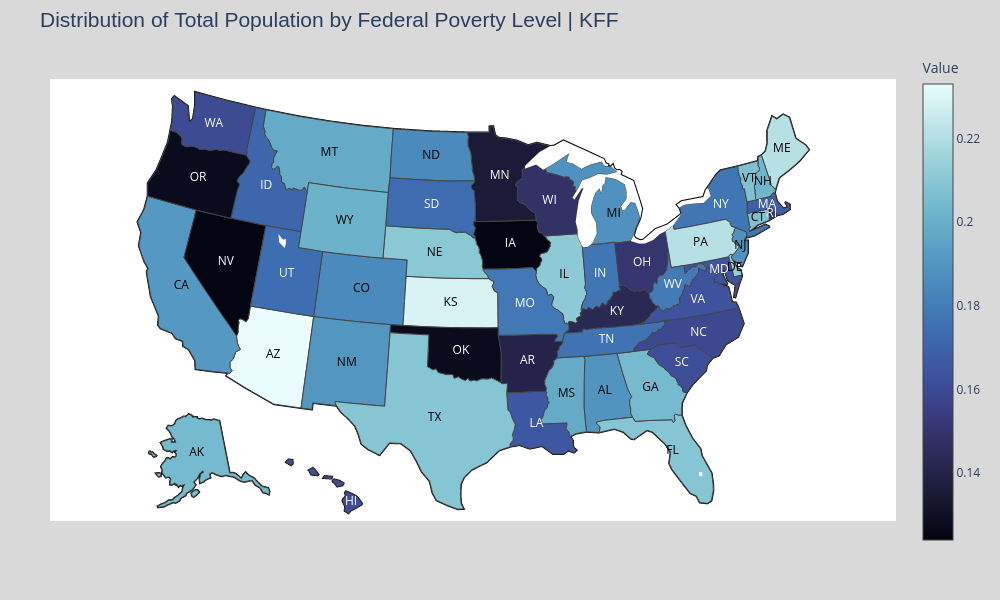 Distribution of Total Population by Federal Poverty Level | KFF
Value
0.22
0.2
0.18
0.16
0.14
WA
MT
ND
MN
ME
OR
ID
WI
VT
NH
SD
NY
MA
RI
MI
CT
WY
IA
PA
NJ
NV
NE
OH
MD
DE
CA
UT
CO
KS
IL
IN
WV
VA
MO
KY
NC
AZ
NM
OK
AR
TN
SC
MS
AL
GA
TX
LA
FL
AK
HI